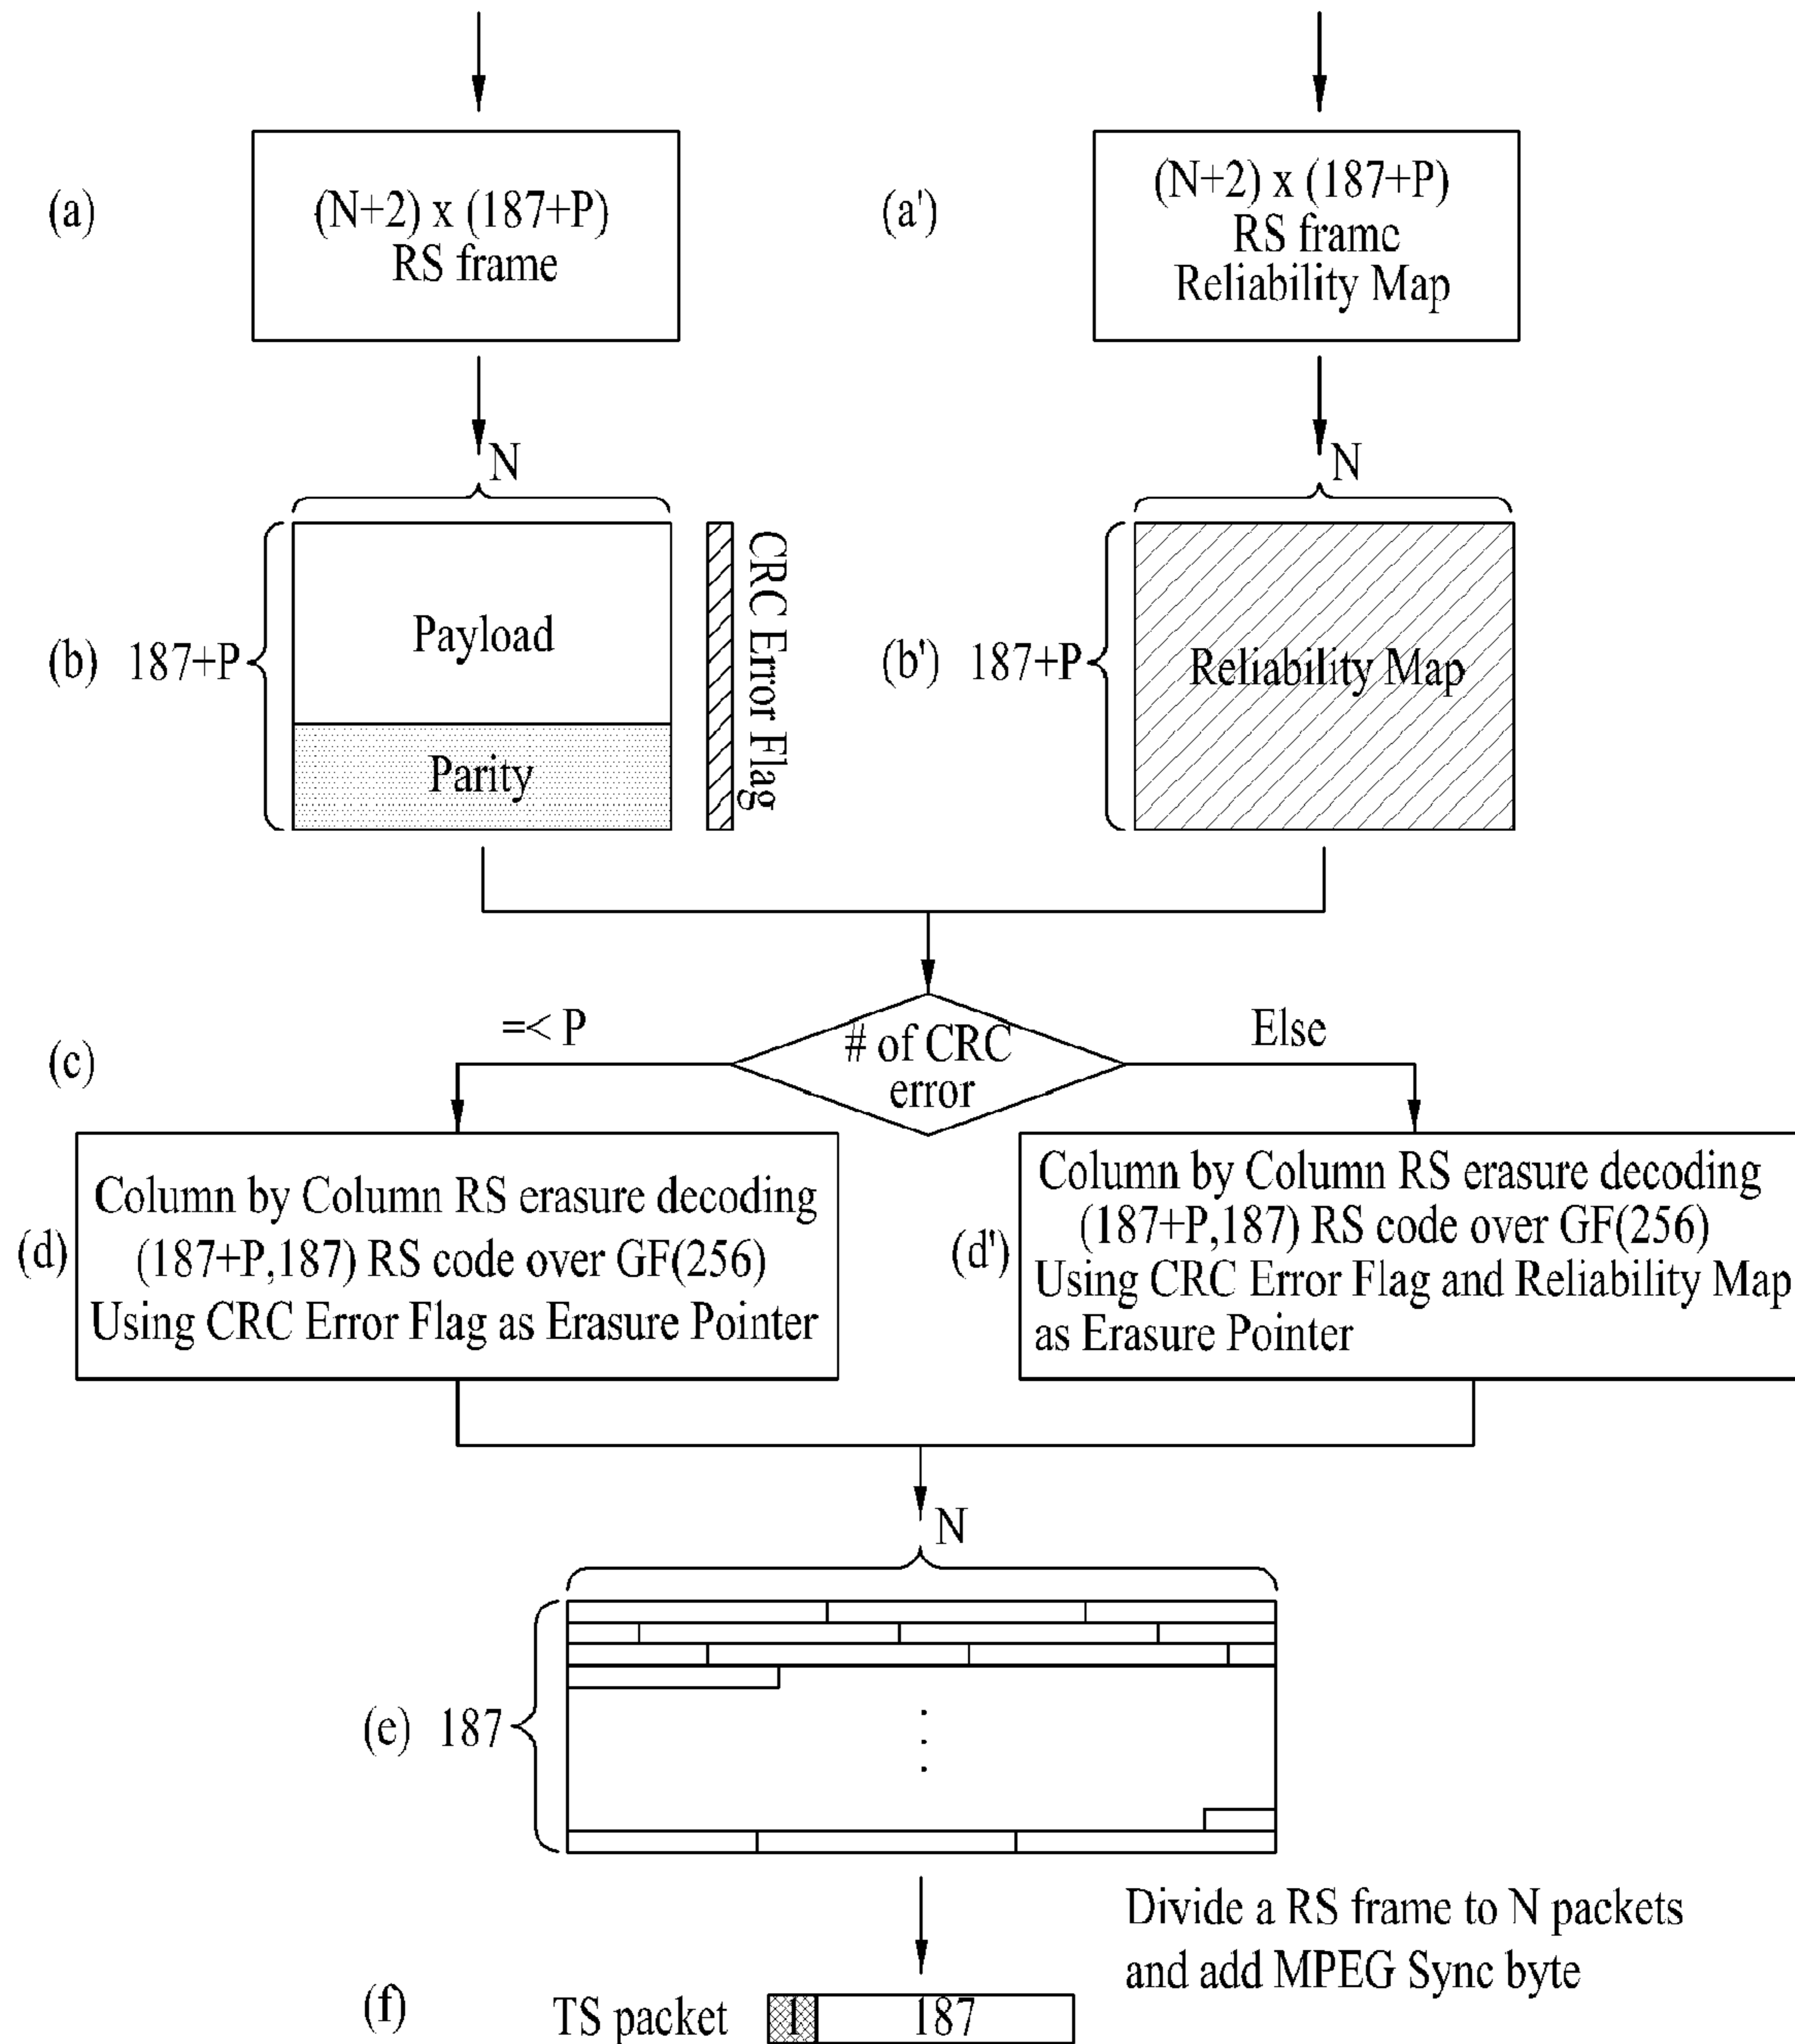 (a)
(N+2) x (187+P)
RS frame
(a')
(N+2) x (187+P)
RS frame
Reliability Map
N
(b)
187+P
Payload
Parity
CRC Error Flag
N
(b')
187+P
Reliability Map
(c)
=< P
# of CRC
error
Else
(d)
Column by Column RS erasure decoding
(187+P,187) RS code over GF(256)
Using CRC Error Flag as Erasure Pointer
(d')
Column by Column RS erasure decoding
(187+P,187) RS code over GF(256)
Using CRC Error Flag and Reliability Map
as Erasure Pointer
N
(e)
187
Divide a RS frame to N packets
and add MPEG Sync byte
(f)
TS packet
1
187